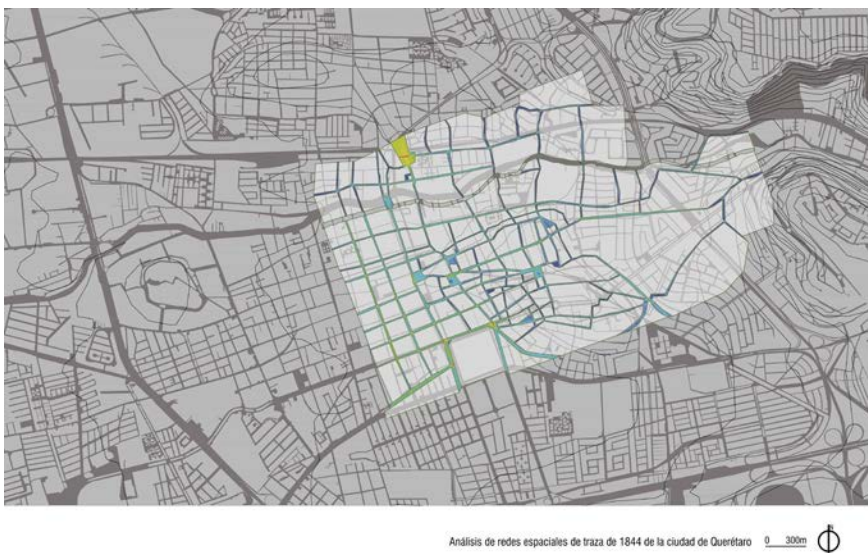 Análisis de redes espaciales de traza de 1844 de la ciudad de Querétaro 0 300m N